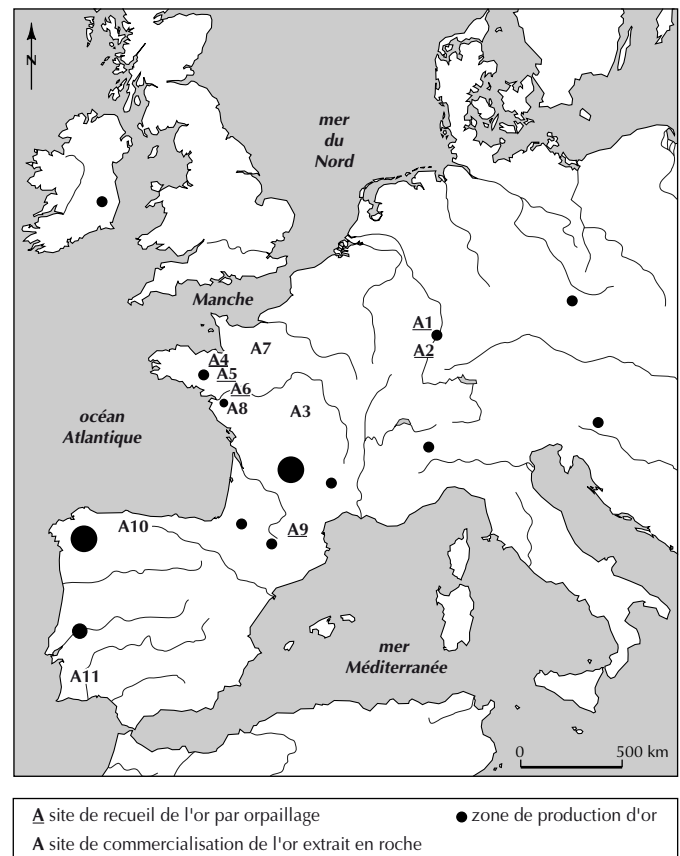 N
mer
du
Nord
Manche
A1
A2
A7
A4
A5
A6
A8
A3
océan
Atlantique
A10
A9
A11
mer
Méditerranée
0 500 km
A site de recueil de l'or par orpaillage
zone de production d'or
A site de commercialisation de l'or extrait en roche